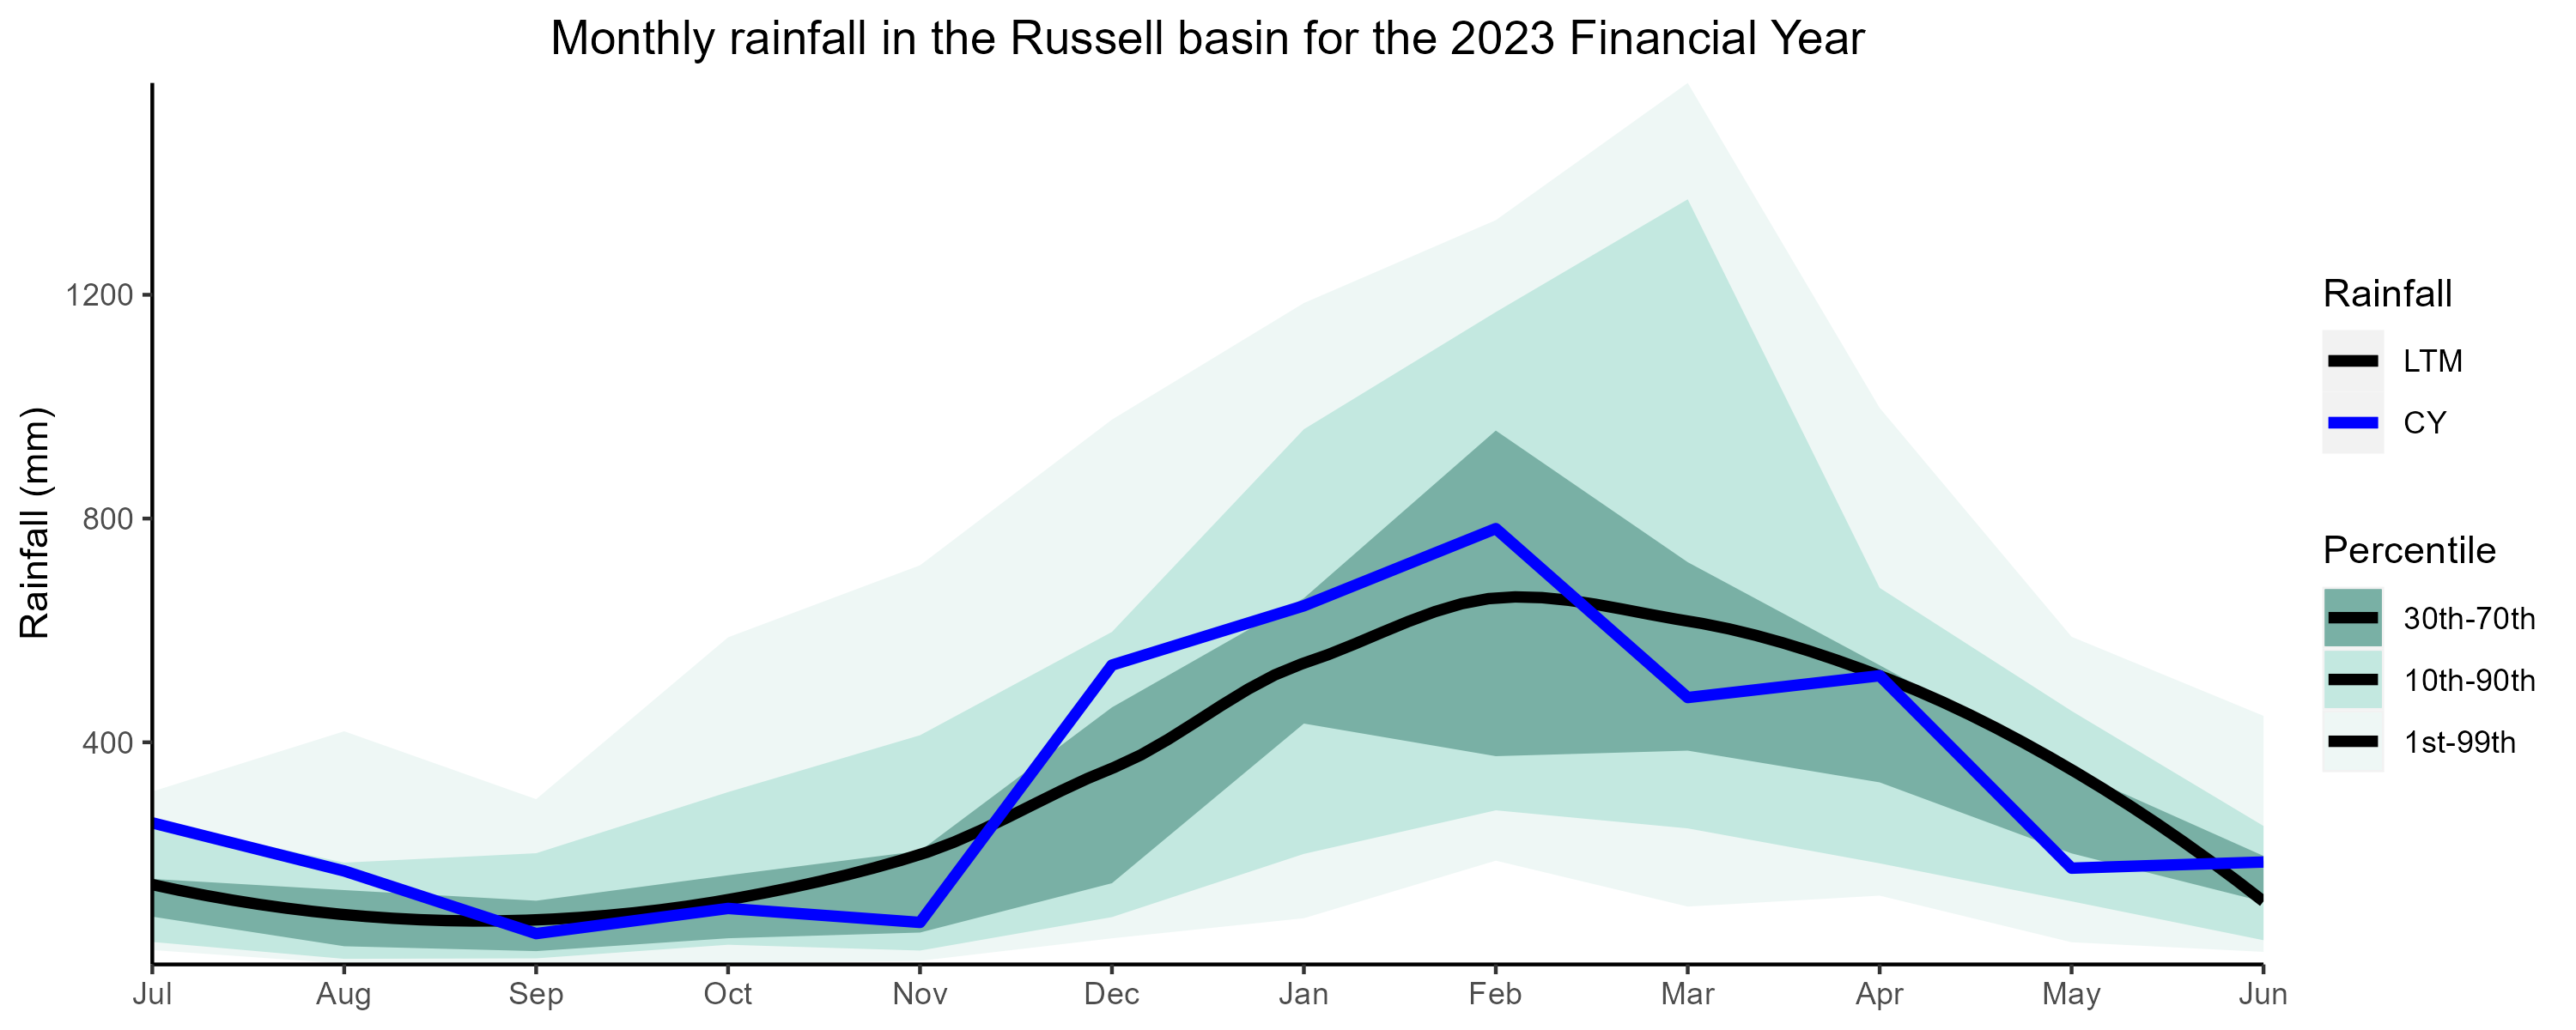 Monthly rainfall in the Russell basin for the 2023 Financial Year
Rainfall (mm)
1200
800
400
Jul Aug Sep Oct Nov Dec Jan Feb Mar Apr May Jun
Rainfall
LTM
CY
Percentile
30th-70th
10th-90th
1st-99th